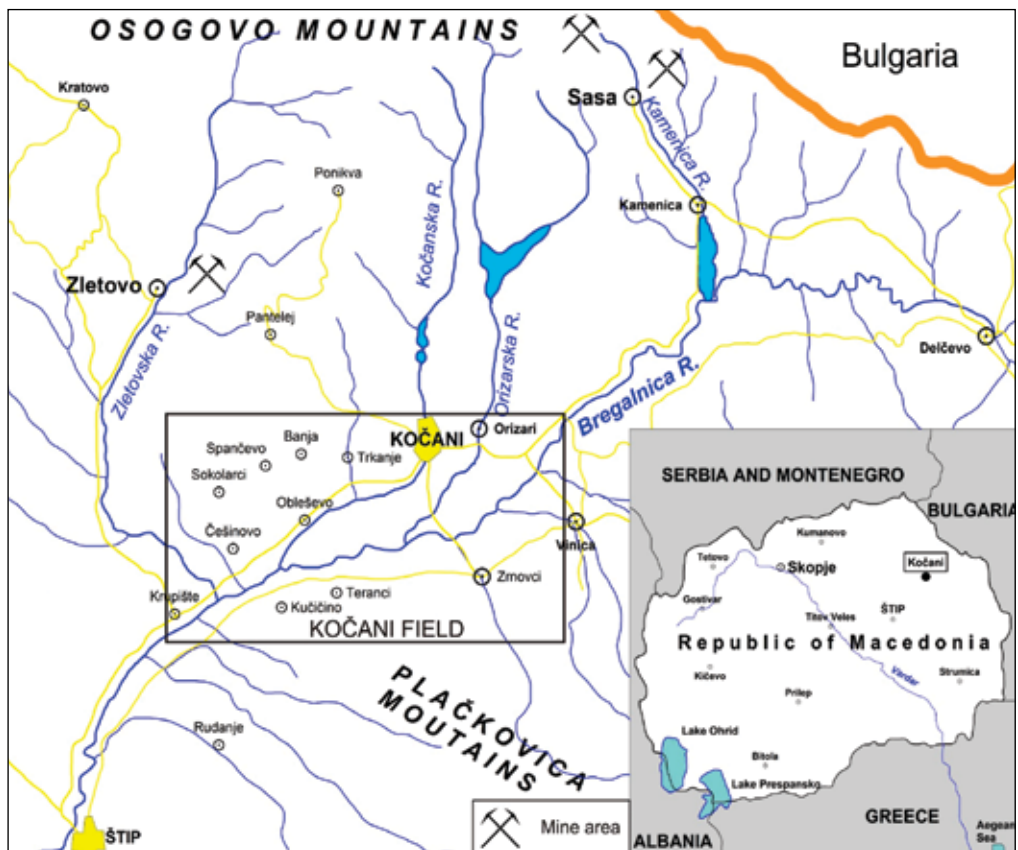 OSOGOVO MOUNTAINS
Bulgaria
Kratovo
Sasa
Kamenica R.
Ponikva
Kočanska R.
Kamenica
Zletovo
Pantelej
Zletovska R.
Orizarska R.
Delčevo
Bregalnica R.
KOČANI
Orizari
Banja
Spančevo
Trkanje
Sokolarci
Obleševo
Češinovo
Vinica
Zrnovci
Krupište
Teranci
Kučičino
KOČANI FIELD
PLAČKOVICA
MOUTAINS
Rudanje
ŠTIP
Mine area
SERBIA AND MONTENEGRO
BULGARIA
Kumanovo
Tetovo
Skopje
Kočani
Gostivar
ŠTIP
Titov Veles
Republic of Macedonia
Kičevo
Vardar
Strumica
Prilep
Lake Ohrid
Bitola
Lake Prespansko
GREECE
ALBANIA
Aegean
Sea